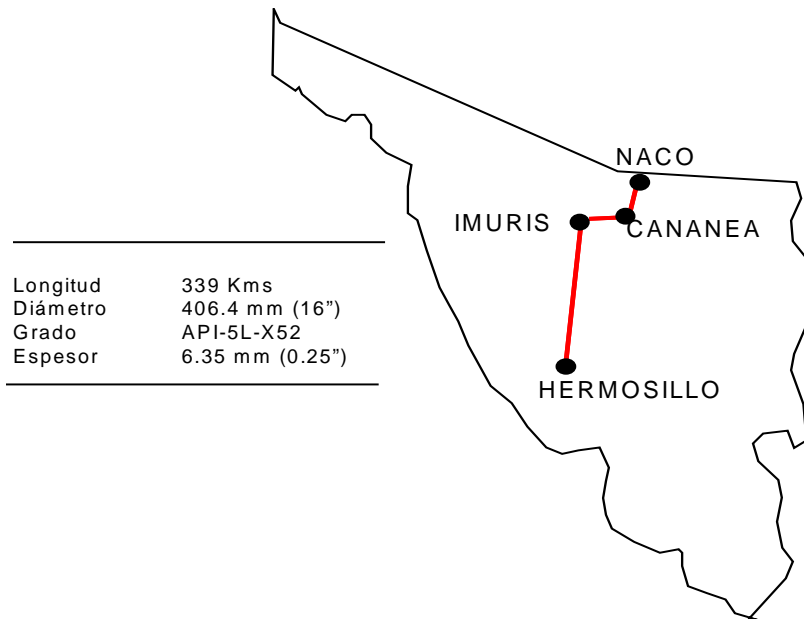 NACO
IMURIS
CANANEA
Longitud 339 Kms
Diámetro 406.4 mm (16”)
Grado API-5L-X52
Espesor 6.35 mm (0.25”)
HERMOSILLO